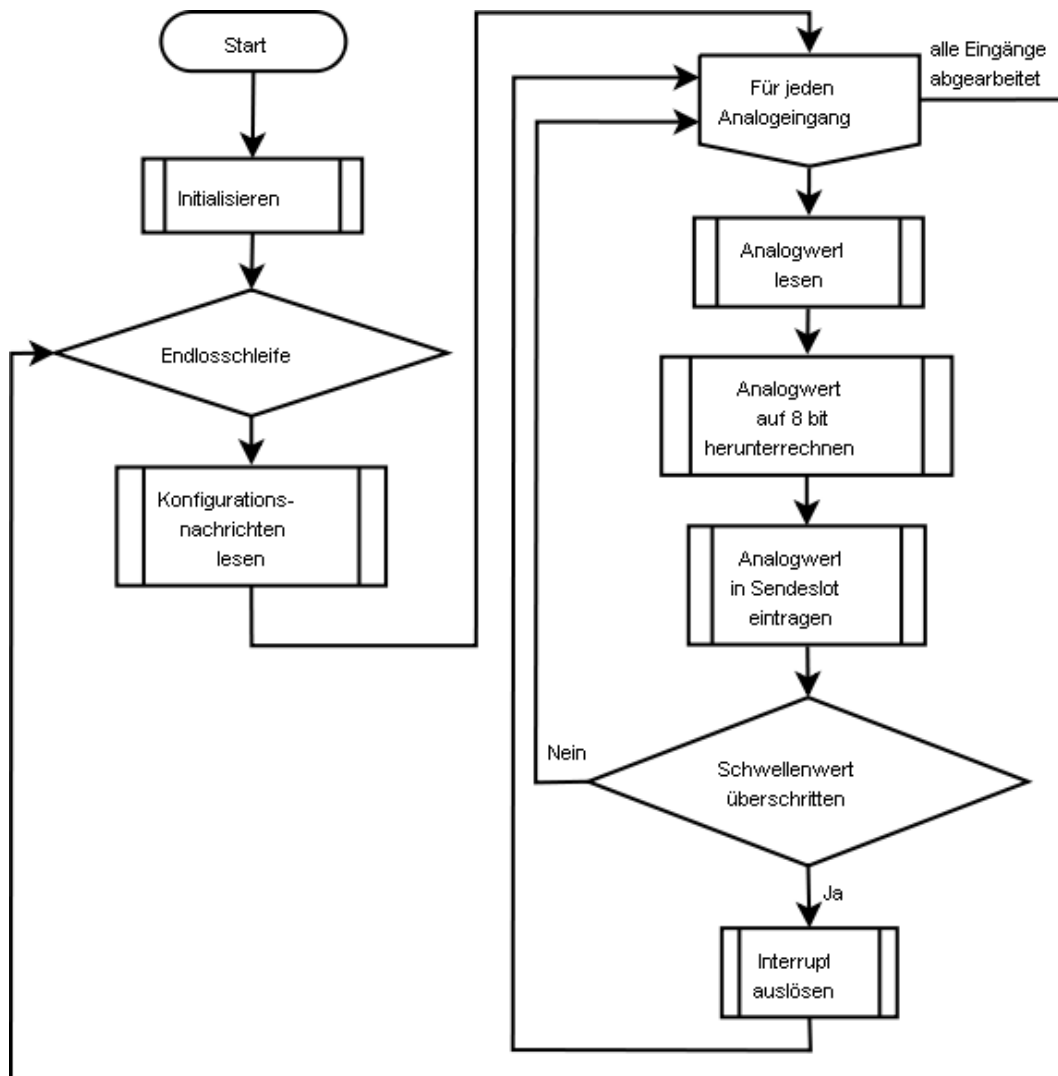 Start
Initialisieren
Endlosschleife
Konfigurations-
nachrichten
lesen
Für jeden
Analogeingang
alle Eingänge
abgearbeitet
Analogwert
lesen
Analogwert
auf 8 bit
herunterrechnen
Analogwert
in Sendeslot
eintragen
Schwellenwert
überschritten
Nein
Ja
Interrupt
auslösen